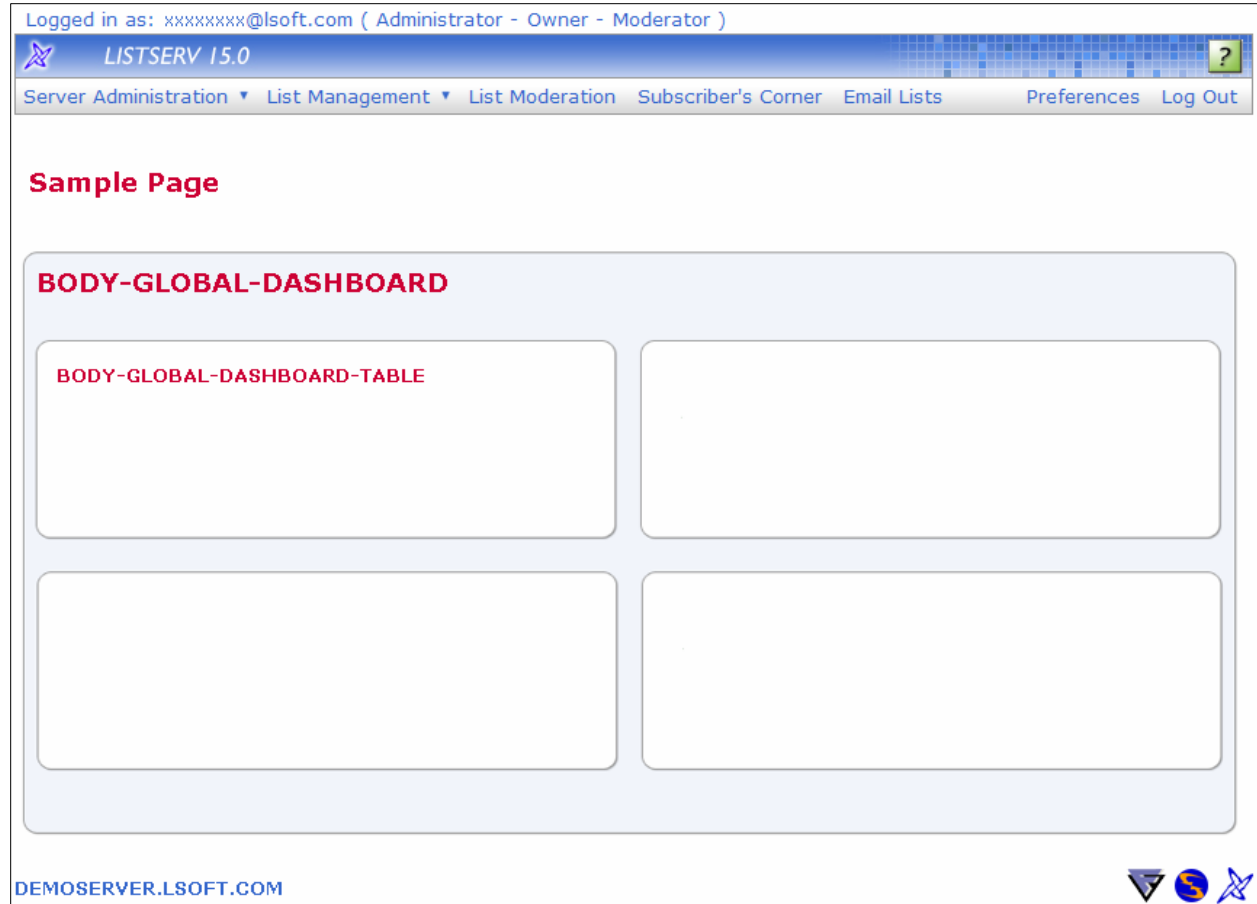 Logged in as: xxxxxxxx@lsoft.com ( Administrator - Owner - Moderator )
LISTSERV 15.0 ?
Server Administration ▼ List Management ▼ List Moderation Subscriber's Corner Email Lists Preferences Log Out
Sample Page
BODY-GLOBAL-DASHBOARD
BODY-GLOBAL-DASHBOARD-TABLE
DEMOSERVER.LSOFT.COM